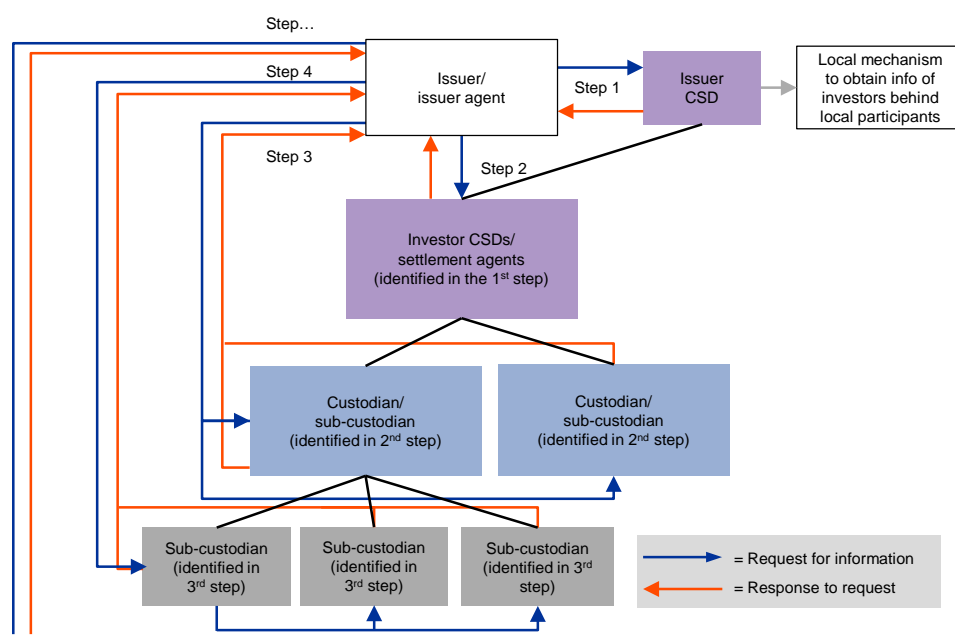 Step…
Step 4
Step 3
Issuer/
issuer agent
Step 1
Issuer
CSD
Local mechanism
to obtain info of
investors behind
local participants
Step 2
Investor CSDs/
settlement agents
(identified in the 1st step)
Custodian/
sub-custodian
(identified in 2nd step)
Custodian/
sub-custodian
(identified in 2nd step)
Sub-custodian
(identified in
3rd step)
Sub-custodian
(identified in
3rd step)
Sub-custodian
(identified in 3rd
step)
= Request for information
= Response to request